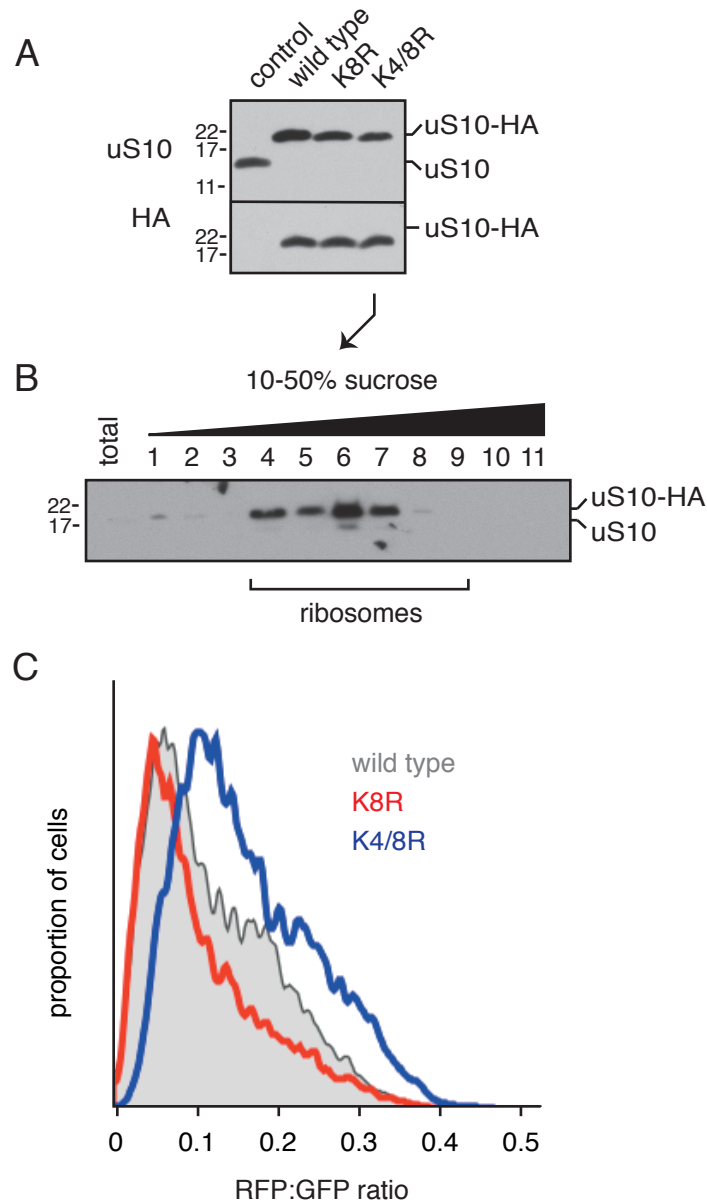 A
control
wild type
K8R
K4/8R
uS10
22-
17-
11-
uS10-HA
uS10
HA
22-
17-
uS10-HA
B
10-50% sucrose
total
1 2 3 4 5 6 7 8 9 10 11
22-
17-
uS10-HA
uS10
ribosomes
C
wild type
K8R
K4/8R
proportion of cells
0 0.1 0.2 0.3 0.4 0.5
RFP:GFP ratio